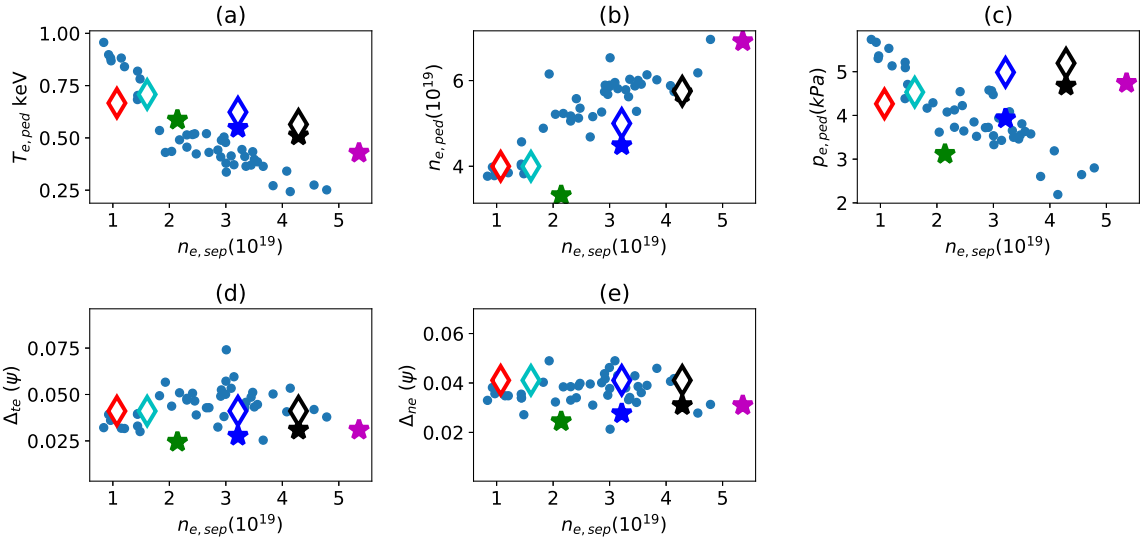 (a)
1.00
0.75
0.50
0.25
T_{e,ped} keV
1 2 3 4 5
n_{e,sep}(10^{19})
(b)
6
4
n_{e,ped}(10^{19})
1 2 3 4 5
n_{e,sep}(10^{19})
(c)
5
4
3
2
p_{e,ped}(kPa)
1 2 3 4 5
n_{e,sep}(10^{19})
(d)
0.075
0.050
0.025
Δ_{te} (ψ)
1 2 3 4 5
n_{e,sep}(10^{19})
(e)
0.06
0.04
0.02
Δ_{ne} (ψ)
1 2 3 4 5
n_{e,sep}(10^{19})